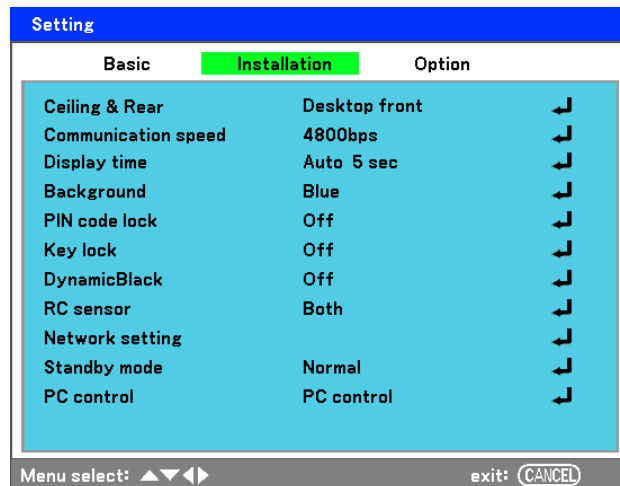 Setting
Basic Installation Option
Ceiling & Rear Desktop front
Communication speed 4800bps
Display time Auto 5 sec
Background Blue
PIN code lock Off
Key lock Off
DynamicBlack Off
RC sensor Both
Network setting
Standby mode Normal
PC control PC control
Menu select: ▲▼◀▶ exit: (CANCEL)